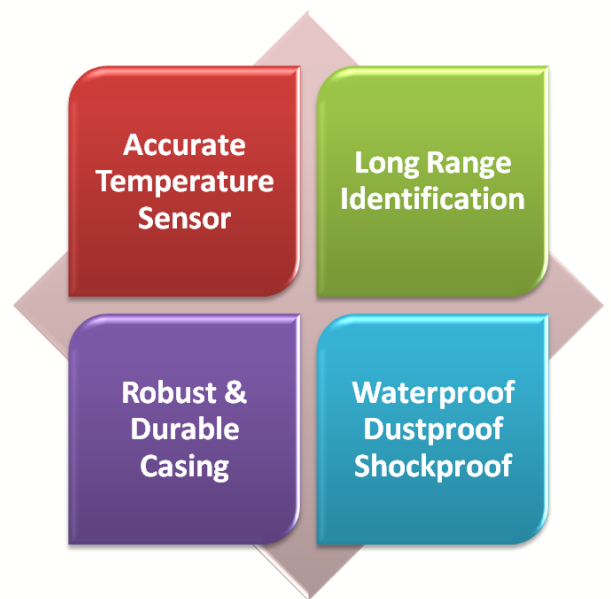 Accurate
Temperature
Sensor
Long Range
Identification
Robust &
Durable
Casing
Waterproof
Dustproof
Shockproof